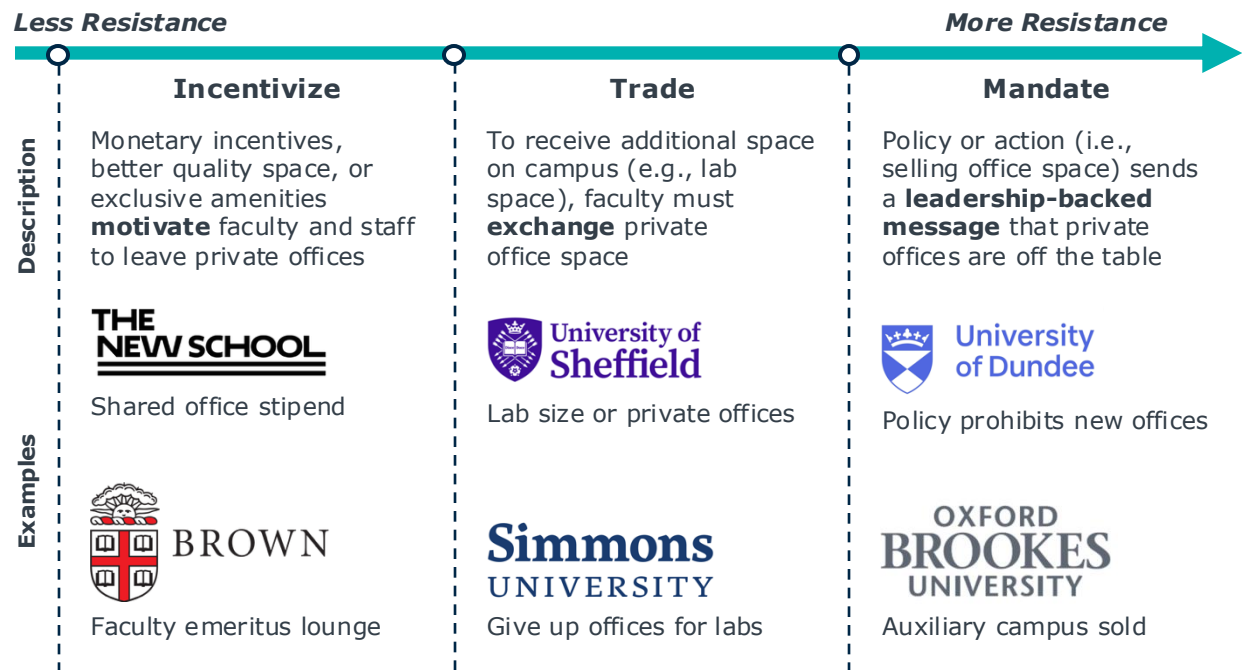 Less Resistance
More Resistance
Incentivize
Trade
Mandate
Description
Monetary incentives,
better quality space, or
exclusive amenities
motivate faculty and staff
to leave private offices
To receive additional space
on campus (e.g., lab
space), faculty must
exchange private
office space
Policy or action (i.e.,
selling office space) sends
a leadership-backed
message that private
offices are off the table
Examples
THE
NEW SCHOOL
Shared office stipend
University of
Sheffield
Lab size or private offices
University
of Dundee
Policy prohibits new offices
BROWN
Faculty emeritus lounge
Simmons
UNIVERSITY
Give up offices for labs
OXFORD
BROOKES
UNIVERSITY
Auxiliary campus sold